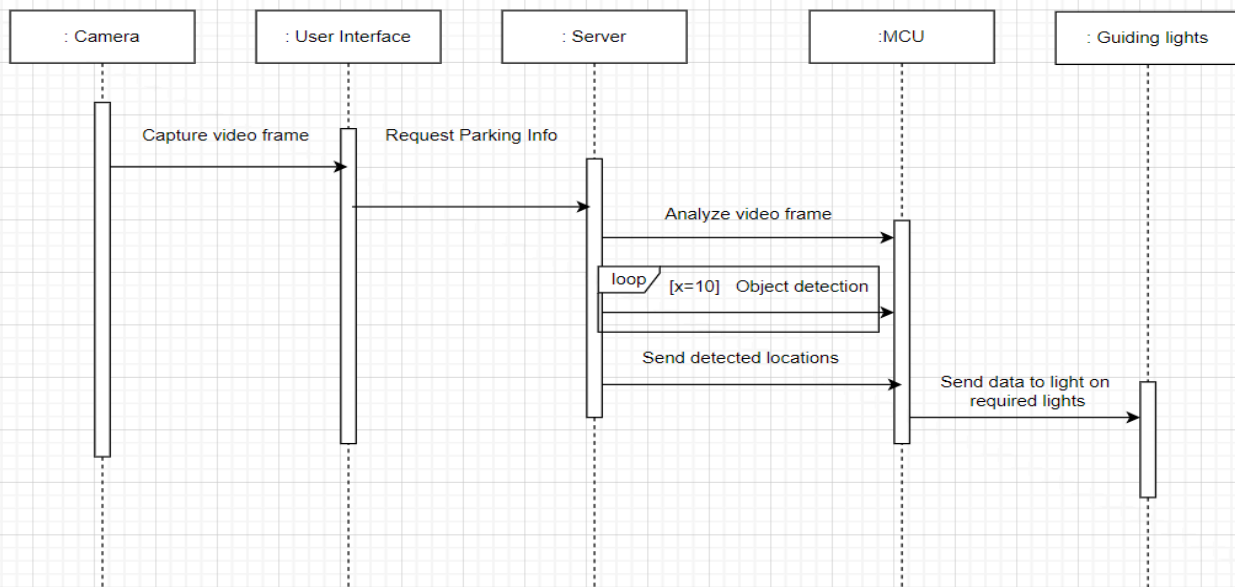 : Camera
: User Interface
: Server
:MCU
: Guiding lights
Capture video frame
Request Parking Info
Analyze video frame
loop
[x=10] Object detection
Send detected locations
Send data to light on
required lights